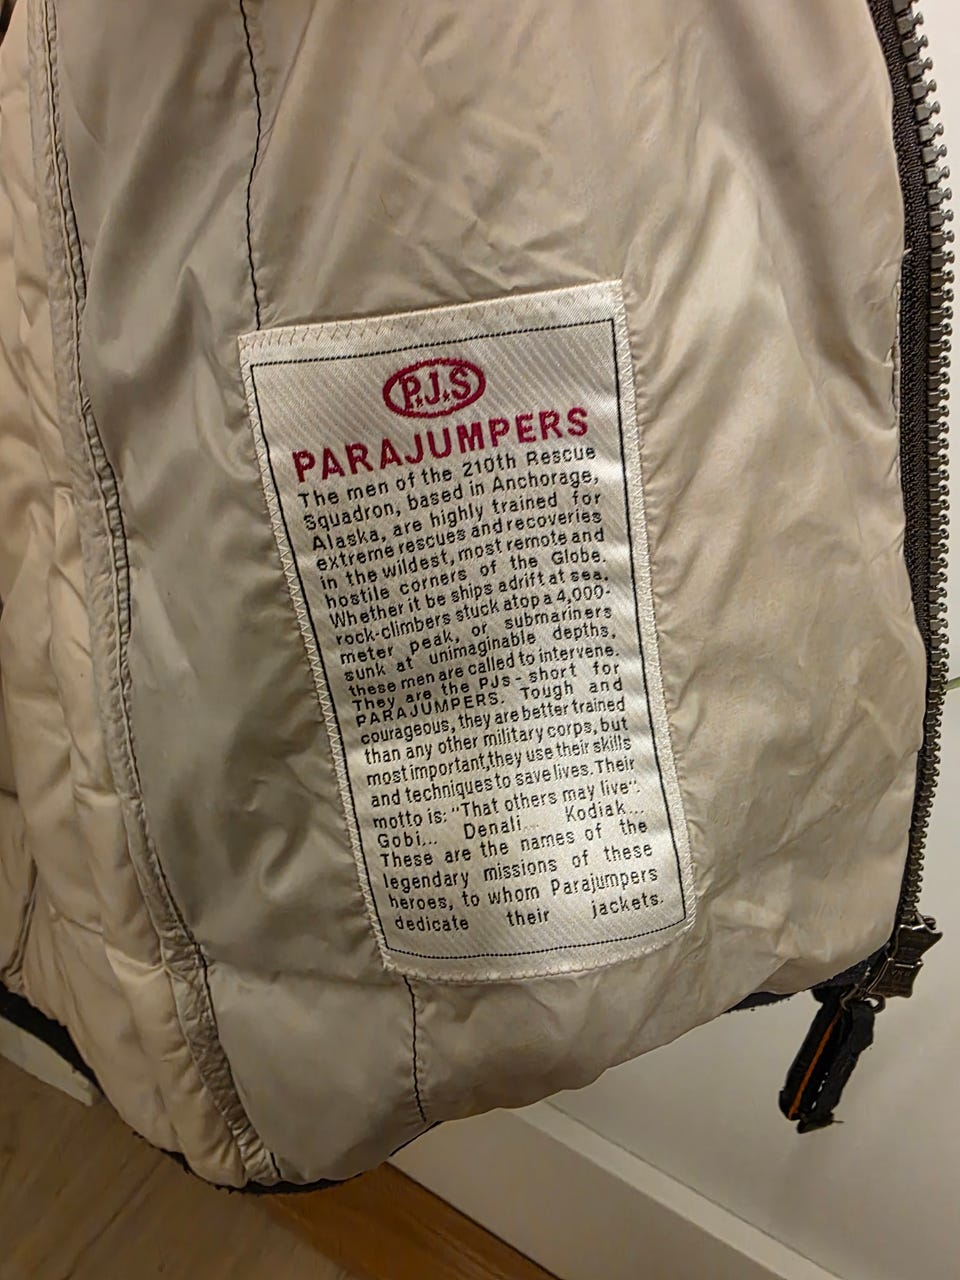 P.J.S
PARAJUMPERS
The men of the 210th Rescue
Squadron, based in Anchorage,
Alaska, are highly trained for
extreme rescues and recoveries
in the wildest, most remote and
hostile corners of the Globe.
Whether it be ships adrift at sea,
rock-climbers stuck atop a 4,000-
meter peak, or submariners
sunk at unimaginable depths,
these men are called to intervene.
They are the PJs - short for
PARAJUMPERS. Tough and
courageous, they are better trained
than any other military corps, but
most important,they use their skills
and techniques to save lives. Their
motto is: "That others may live".
Gobi... Denali... Kodiak...
These are the names of the
legendary missions of these
heroes, to whom Parajumpers
dedicate their jackets.